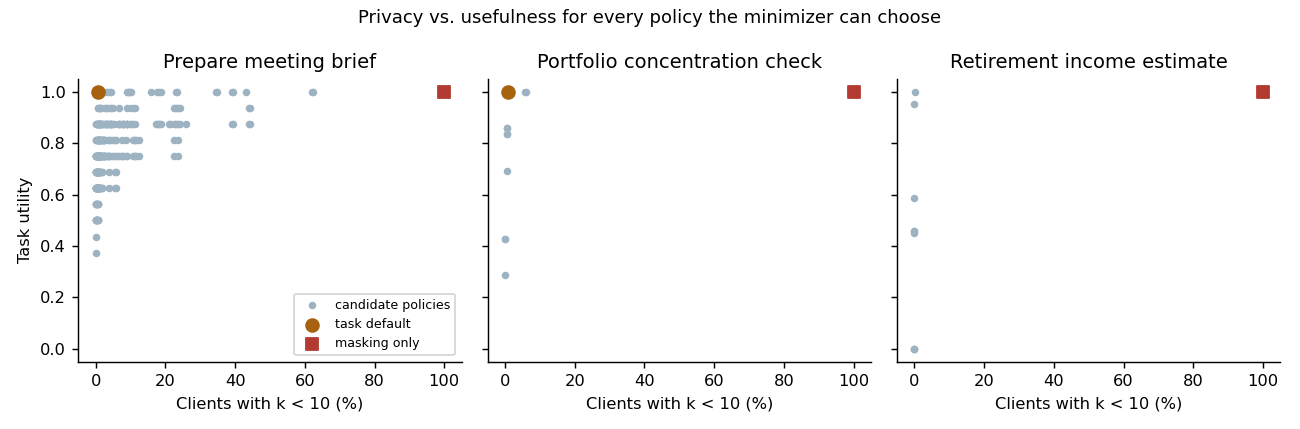 Privacy vs. usefulness for every policy the minimizer can choose
Prepare meeting brief
Portfolio concentration check
Retirement income estimate
Task utility
1.0
0.8
0.6
0.4
0.2
0.0
candidate policies
task default
masking only
0 20 40 60 80 100
0 20 40 60 80 100
0 20 40 60 80 100
Clients with k < 10 (%)
Clients with k < 10 (%)
Clients with k < 10 (%)